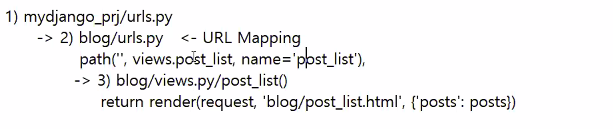 1) mydjango_prj/urls.py
-> 2) blog/urls.py <- URL Mapping
path('', views.post_list, name='post_list'),
-> 3) blog/views.py/post_list()
return render(request, 'blog/post_list.html', {'posts': posts})